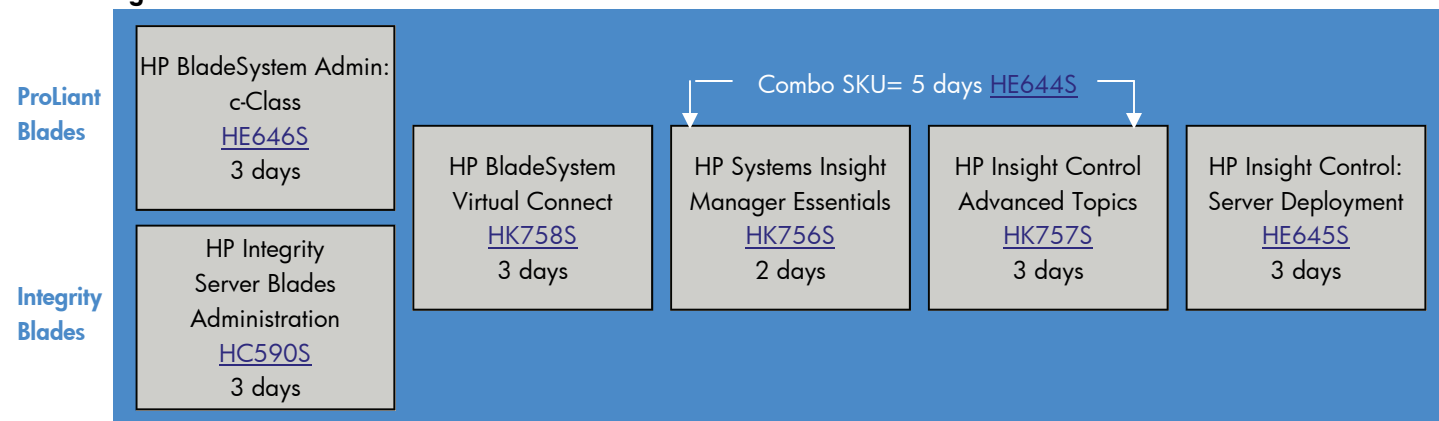 ProLiant
Blades
HP BladeSystem Admin:
c-Class
HE646S
3 days
Integrity
Blades
HP Integrity
Server Blades
Administration
HC590S
3 days
HP BladeSystem
Virtual Connect
HK758S
3 days
Combo SKU= 5 days HE644S
HP Systems Insight
Manager Essentials
HK756S
2 days
HP Insight Control
Advanced Topics
HK757S
3 days
HP Insight Control:
Server Deployment
HE645S
3 days